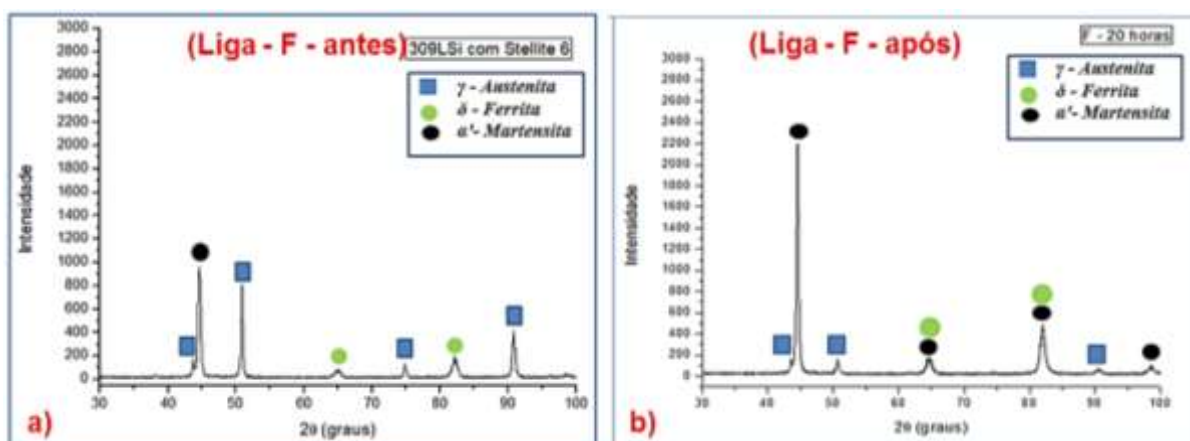 (Liga - F - antes)
309LSi com Stellite 6
γ - Austenita
δ - Ferrita
α'- Martensita
Intensidade
3000
2800
2600
2400
2200
2000
1800
1600
1400
1200
1000
800
600
400
200
0
30 40 50 60 70 80 90 100
2θ (graus)
a)
(Liga - F - após)
F - 20 horas
γ - Austenita
δ - Ferrita
α'- Martensita
Intensidade
3000
2800
2600
2400
2200
2000
1800
1600
1400
1200
1000
800
600
400
200
0
30 40 50 60 70 80 90 100
2θ (graus)
b)